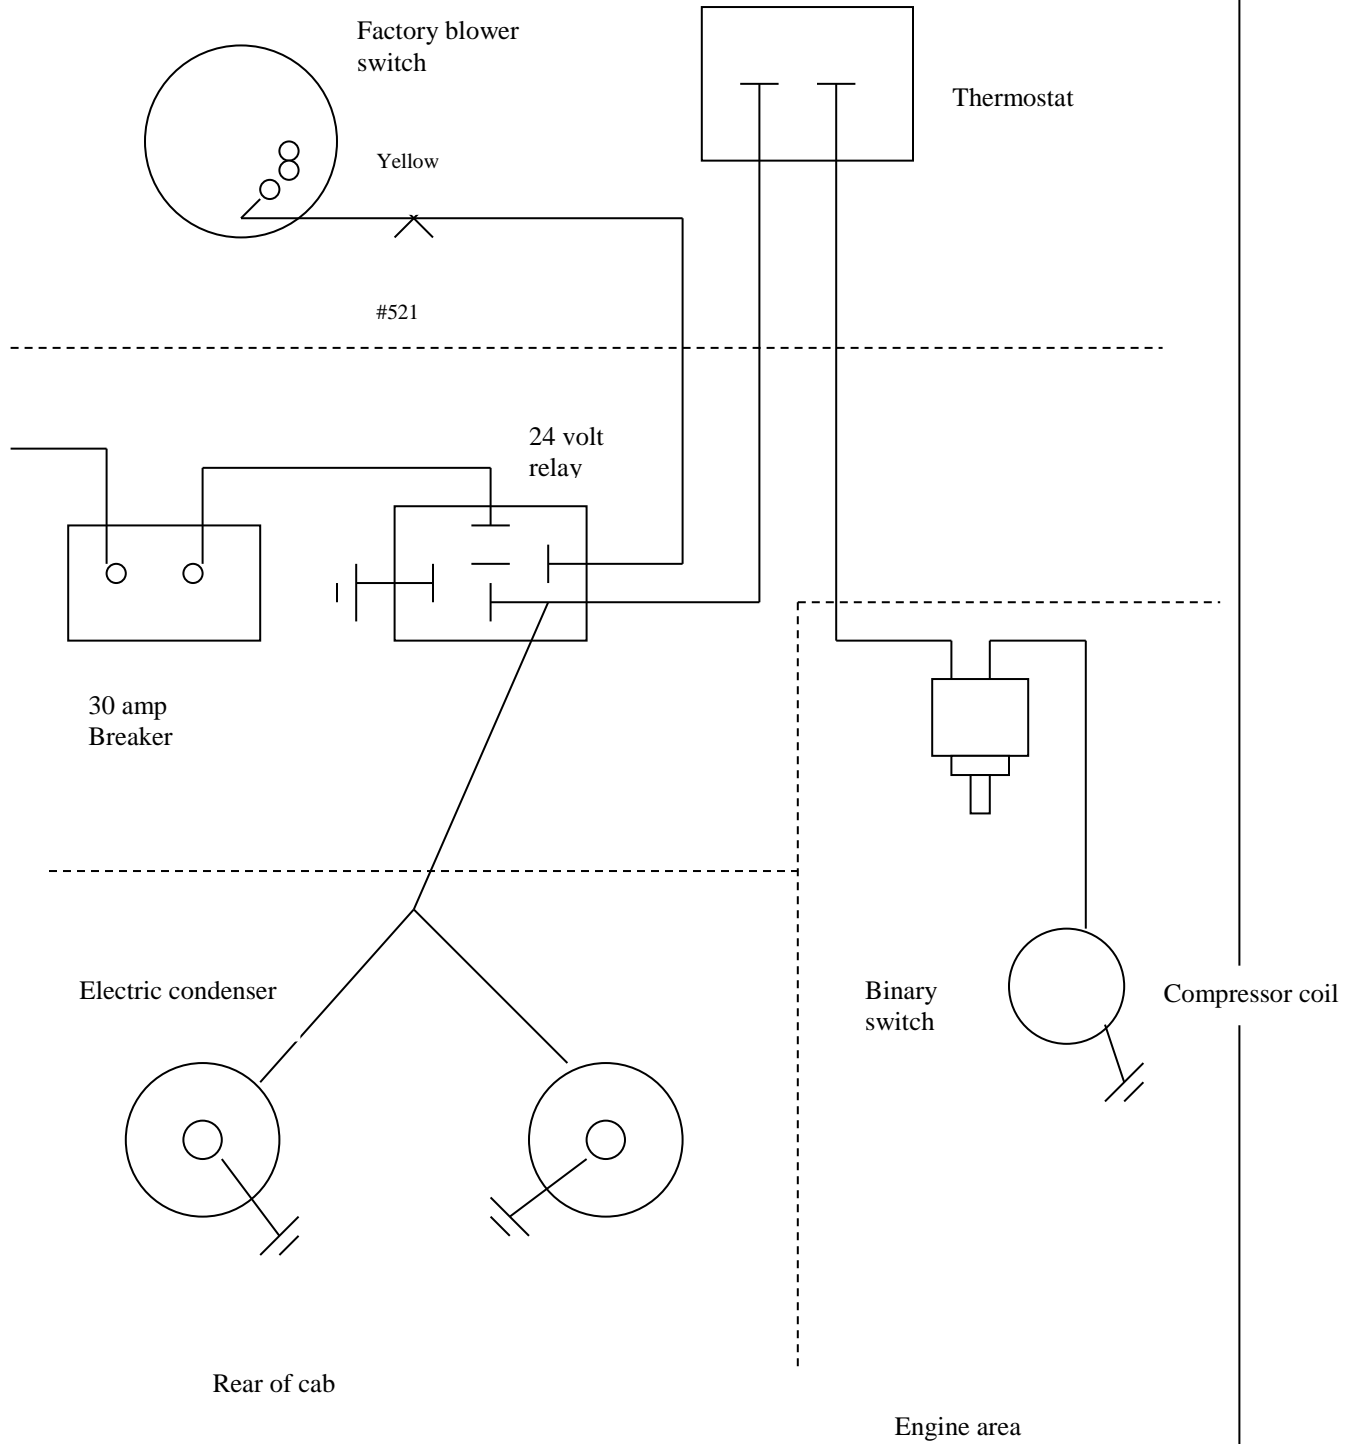 Factory blower
switch
Thermostat
Yellow
#521
24 volt
relay
30 amp
Breaker
Electric condenser
Binary
switch
Compressor coil
Rear of cab
Engine area